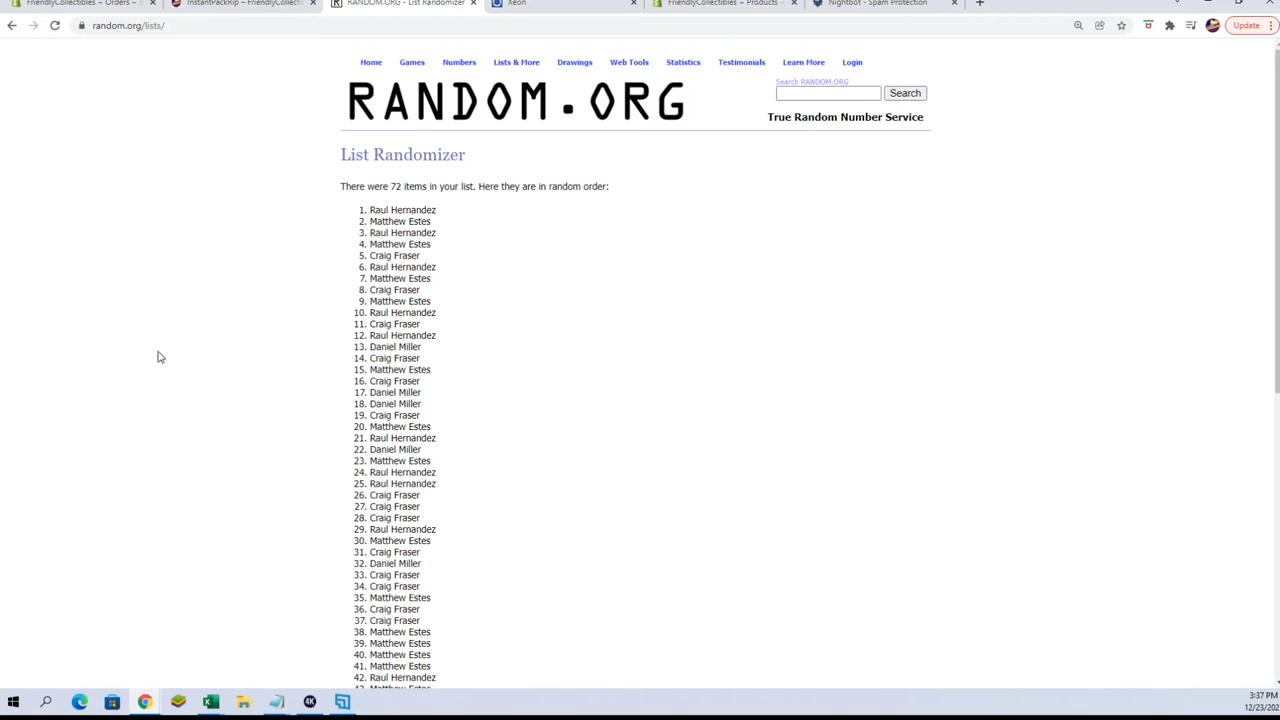 FriendlyCollectibles ~ Orders ~
InstantPackRip – FriendlyCollecti
RANDOM.ORG - List Randomizer
Xeon
FriendlyCollectibles ~ Products ~
Nightbot - Spam Protection
random.org/lists/
Update
Home Games Numbers Lists & More Drawings Web Tools Statistics Testimonials Learn More Login
Search RANDOM.ORG
RANDOM.ORG
Search
True Random Number Service
List Randomizer
There were 72 items in your list. Here they are in random order:
1. Raul Hernandez
2. Matthew Estes
3. Raul Hernandez
4. Matthew Estes
5. Craig Fraser
6. Raul Hernandez
7. Matthew Estes
8. Craig Fraser
9. Matthew Estes
10. Raul Hernandez
11. Craig Fraser
12. Raul Hernandez
13. Daniel Miller
14. Craig Fraser
15. Matthew Estes
16. Craig Fraser
17. Daniel Miller
18. Daniel Miller
19. Craig Fraser
20. Matthew Estes
21. Raul Hernandez
22. Daniel Miller
23. Matthew Estes
24. Raul Hernandez
25. Raul Hernandez
26. Craig Fraser
27. Craig Fraser
28. Craig Fraser
29. Raul Hernandez
30. Matthew Estes
31. Craig Fraser
32. Daniel Miller
33. Craig Fraser
34. Craig Fraser
35. Matthew Estes
36. Craig Fraser
37. Craig Fraser
38. Matthew Estes
39. Matthew Estes
40. Matthew Estes
41. Matthew Estes
42. Raul Hernandez
4K
3:37 PM
12/23/202